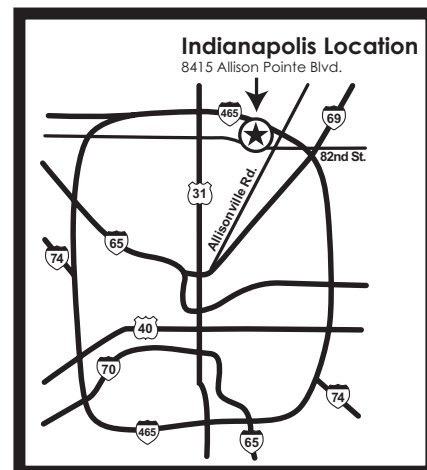 Indianapolis Location
8415 Allison Pointe Blvd.
465
69
82nd St.
31
Allisonville Rd.
65
74
40
70
74
465
65